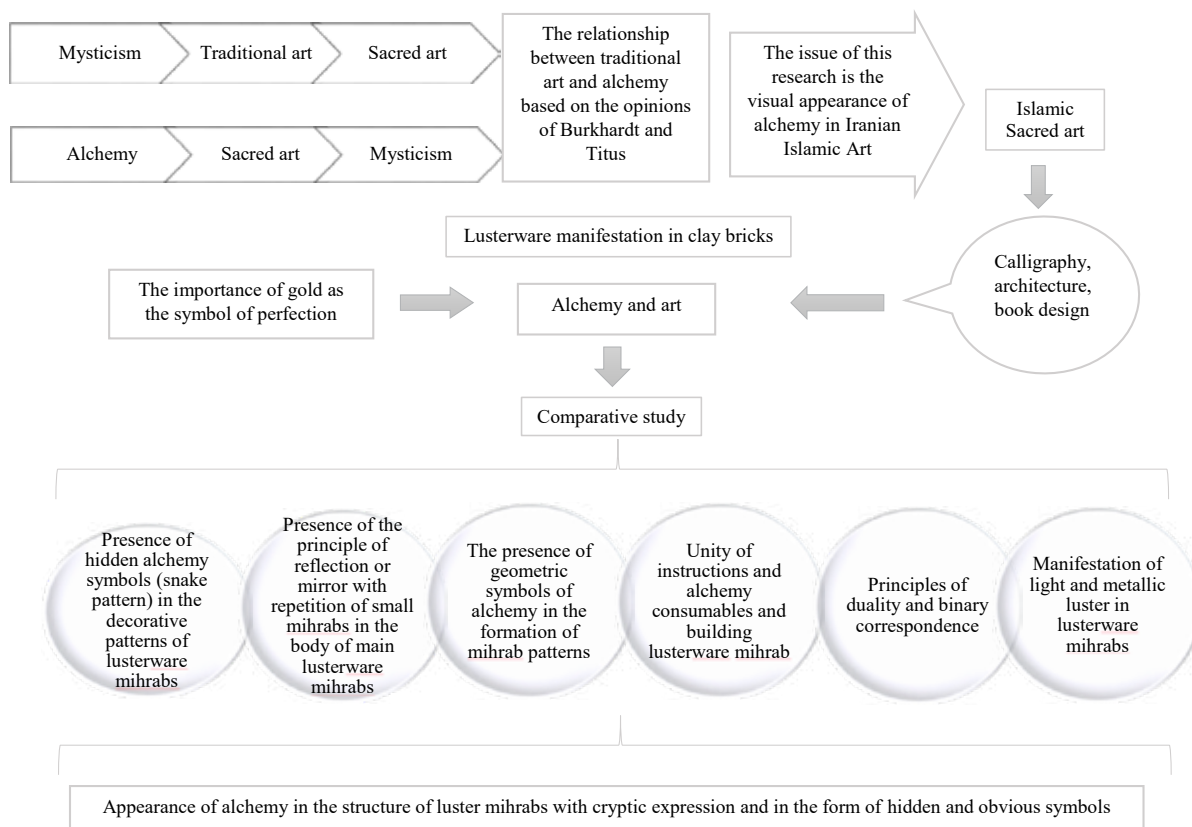 Mysticism
Traditional art
Sacred art
Alchemy
Sacred art
Mysticism
The relationship
between traditional
art and alchemy
based on the opinions
of Burkhardt and
Titus
The issue of this
research is the
visual appearance of
alchemy in Iranian
Islamic Art
Islamic
Sacred art
Calligraphy,
architecture,
book design
Lusterware manifestation in clay bricks
The importance of gold as
the symbol of perfection
Alchemy and art
Comparative study
Presence of
hidden alchemy
symbols (snake
pattern) in the
decorative
patterns of
lusterware
mihrabs
Presence of the
principle of
reflection or
mirror with
repetition of small
mihrabs in the
body of main
lusterware
mihrabs
The presence of
geometric
symbols of
alchemy in the
formation of
mihrab patterns
Unity of
instructions and
alchemy
consumables and
building
lusterware mihrab
Principles of
duality and binary
correspondence
Manifestation of
light and metallic
luster in
lusterware
mihrabs
Appearance of alchemy in the structure of luster mihrabs with cryptic expression and in the form of hidden and obvious symbols